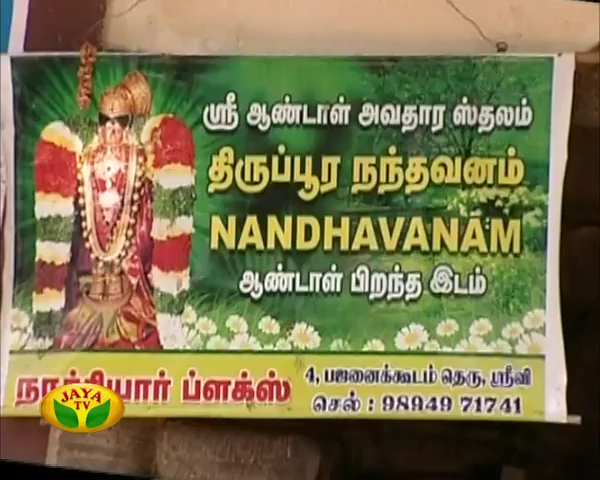 ஸ்ரீ ஆண்டாள் அவதார ஸ்தலம்
திருப்பூர நந்தவனம்
NANDHAVANAM
ஆண்டாள் பிறந்த இடம்
நாச்சியார் ப்ளக்ஸ்
4, பஜனைக்கூடம் தெரு, ஸ்ரீவி
செல் : 98949 71741
JAYA
TV